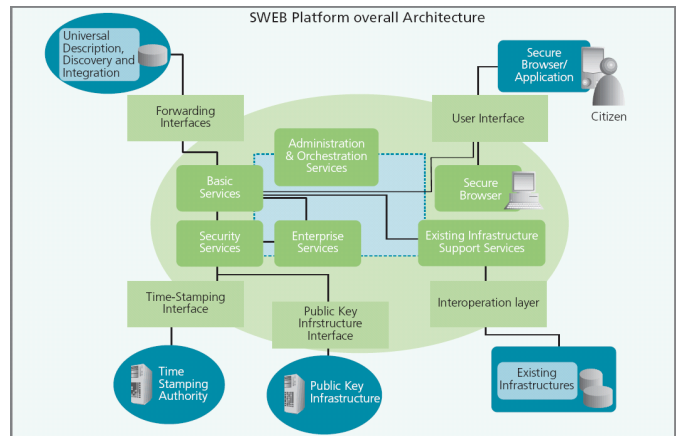 SWEB Platform overall Architecture
Universal
Description,
Discovery and
Integration
Secure
Browser/
Application
Citizen
Forwarding
Interfaces
User Interface
Administration
& Orchestration
Services
Basic
Services
Secure
Browser
Security
Services
Enterprise
Services
Existing Infrastructure
Support Services
Time-Stamping
Interface
Public Key
Infrstructure
Interface
Interoperation layer
Time
Stamping
Authority
Public Key
Infrastructure
Existing
Infrastructures